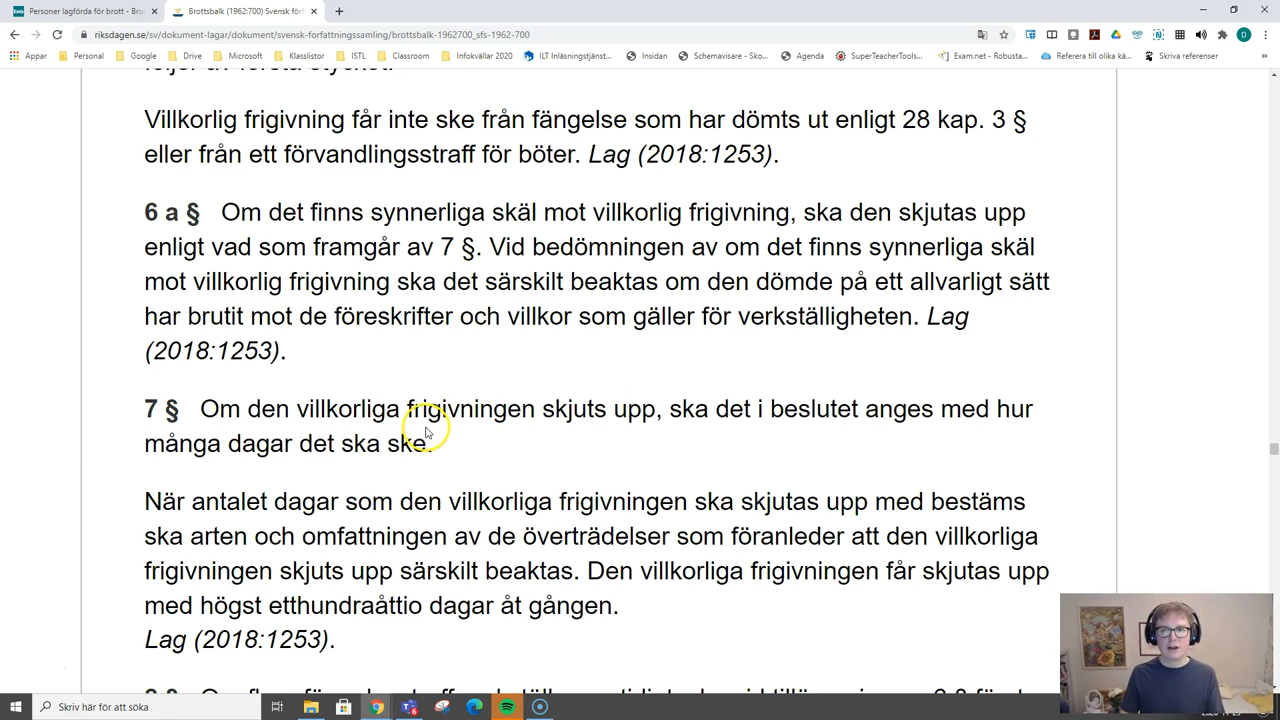 Personer lagförda för brott - Bro
Brottsbalk (1962:700) Svensk för
riksdagen.se/sv/dokument-lagar/dokument/svensk-forfattningssamling/brottsbalk-1962700_sfs-1962-700
Appar Personal Google Drive Microsoft Klasslistor ISTL Classroom Infokvällar 2020 ILT Inläsningstjänst... Insidan Schemavisare - Sko... Agenda SuperTeacherTools... Exam.net - Robusta... Referera till olika kä... Skriva referenser
Villkorlig frigivning får inte ske från fängelse som har dömts ut enligt 28 kap. 3 §
eller från ett förvandlingsstraff för böter. Lag (2018:1253).
6 a § Om det finns synnerliga skäl mot villkorlig frigivning, ska den skjutas upp
enligt vad som framgår av 7 §. Vid bedömningen av om det finns synnerliga skäl
mot villkorlig frigivning ska det särskilt beaktas om den dömde på ett allvarligt sätt
har brutit mot de föreskrifter och villkor som gäller för verkställigheten. Lag
(2018:1253).
7 § Om den villkorliga frigivningen skjuts upp, ska det i beslutet anges med hur
många dagar det ska ske.
När antalet dagar som den villkorliga frigivningen ska skjutas upp med bestäms
ska arten och omfattningen av de överträdelser som föranleder att den villkorliga
frigivningen skjuts upp särskilt beaktas. Den villkorliga frigivningen får skjutas upp
med högst etthundraåttio dagar åt gången.
Lag (2018:1253).
Skriv här för att söka